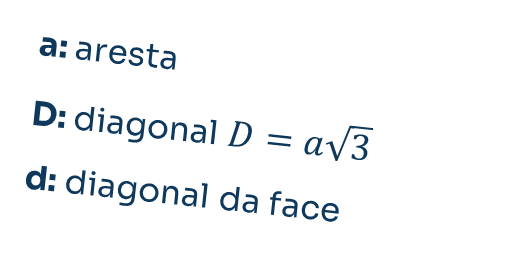 a: aresta
D: diagonal D = a√3
d: diagonal da face